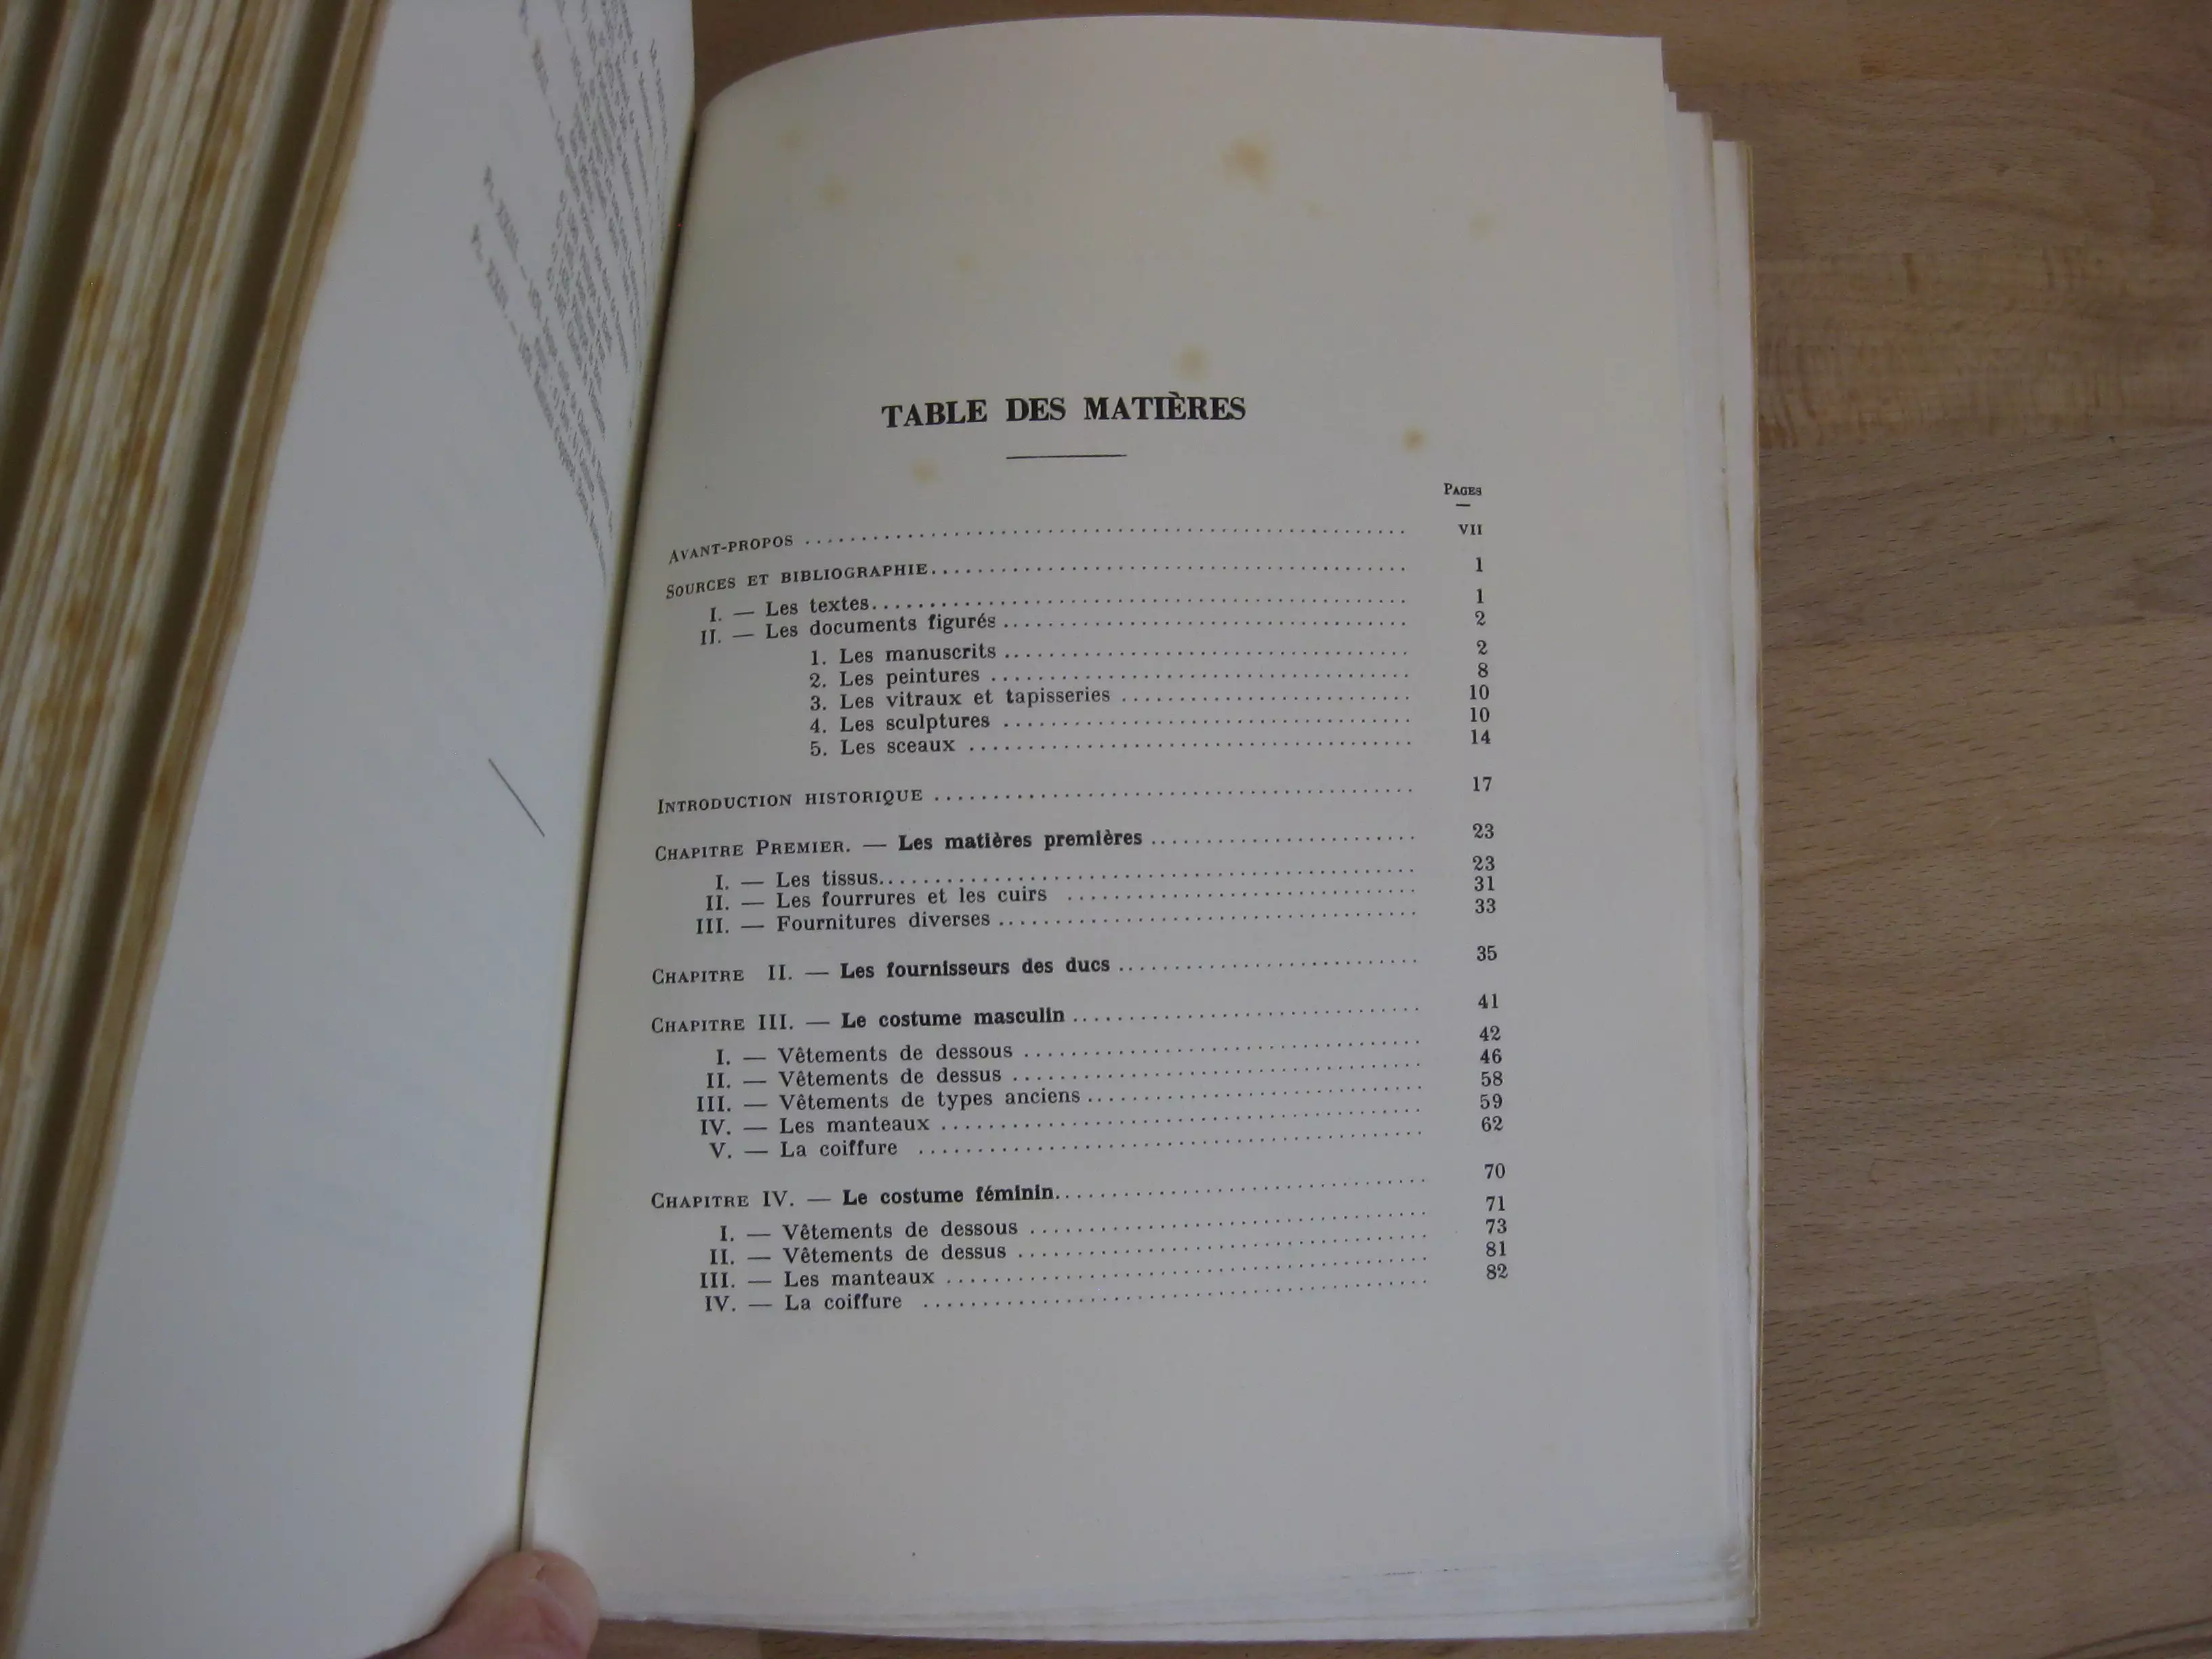 TABLE DES MATIÈRES
PAGES
AVANT-PROPOS ........ VII
SOURCES ET BIBLIOGRAPHIE ........ 1
I. — Les textes ........ 1
II. — Les documents figurés ........ 2
1. Les manuscrits ........ 2
2. Les peintures ........ 8
3. Les vitraux et tapisseries ........ 10
4. Les sculptures ........ 10
5. Les sceaux ........ 14
INTRODUCTION HISTORIQUE ........ 17
CHAPITRE PREMIER. — Les matières premières ........ 23
I. — Les tissus ........ 23
II. — Les fourrures et les cuirs ........ 31
III. — Fournitures diverses ........ 33
CHAPITRE II. — Les fournisseurs des ducs ........ 35
CHAPITRE III. — Le costume masculin ........ 41
I. — Vêtements de dessous ........ 42
II. — Vêtements de dessus ........ 46
III. — Vêtements de types anciens ........ 58
IV. — Les manteaux ........ 59
V. — La coiffure ........ 62
CHAPITRE IV. — Le costume féminin ........ 70
I. — Vêtements de dessous ........ 71
II. — Vêtements de dessus ........ 73
III. — Les manteaux ........ 81
IV. — La coiffure ........ 82